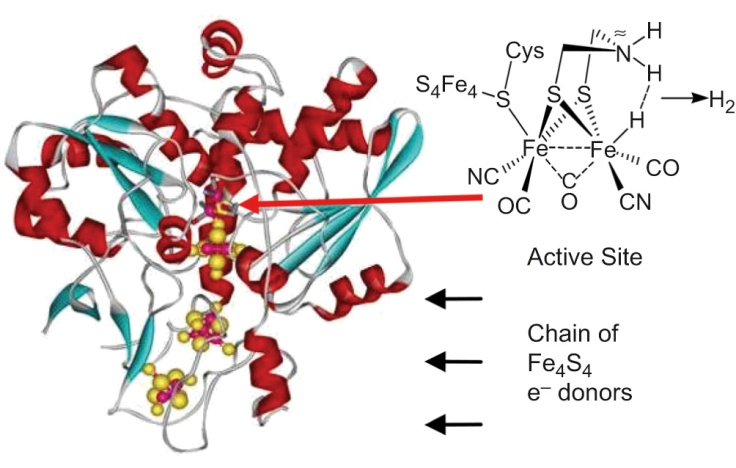 Cys
H
S₄Fe₄
S
N
H
S
S
H
H₂
Fe
Fe
NC
C
CO
OC
O
CN
Active Site
Chain of
Fe₄S₄
e⁻ donors